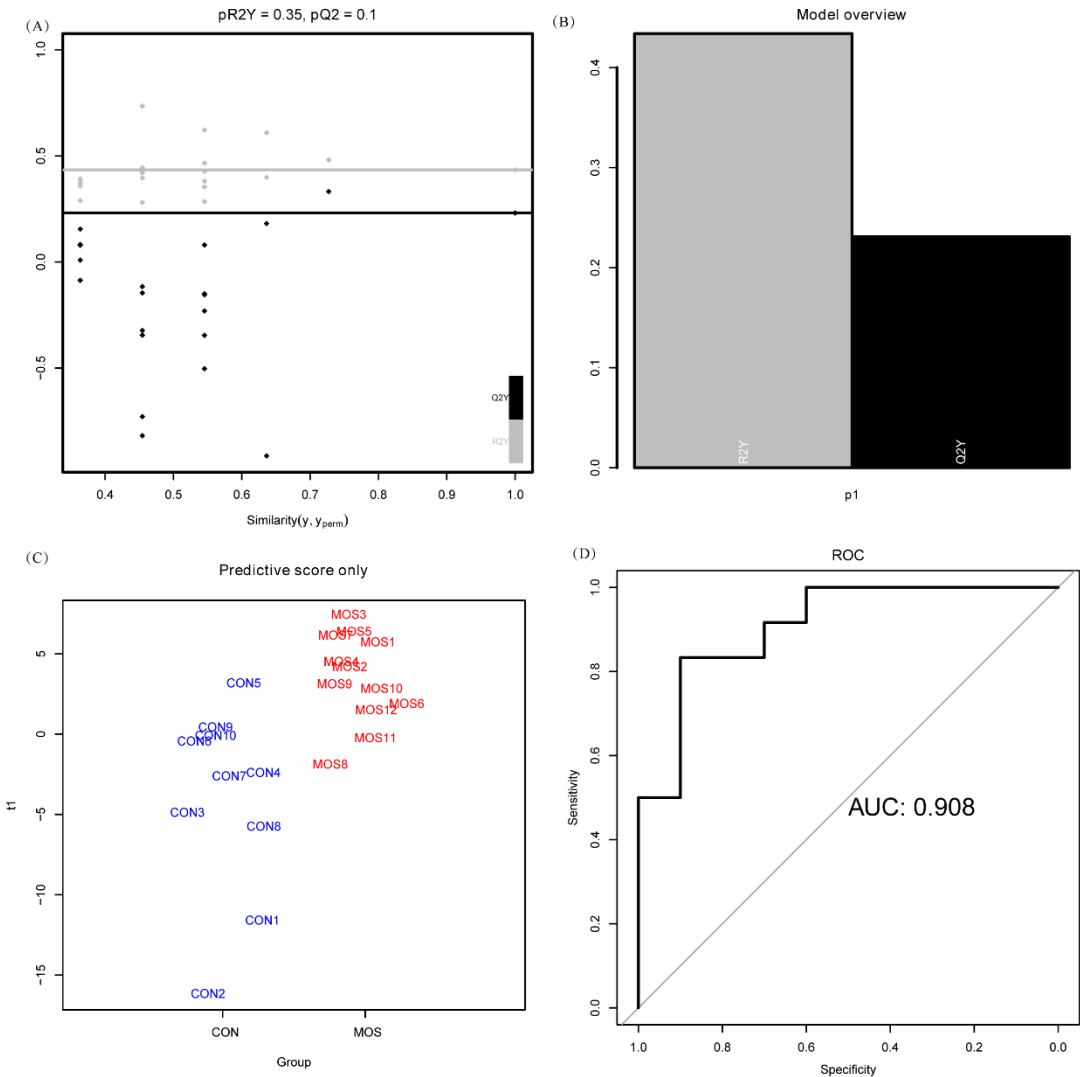 (A)
pR2Y = 0.35, pQ2 = 0.1
1.0
0.5
0.0
−0.5
Q2Y
R2Y
0.4 0.5 0.6 0.7 0.8 0.9 1.0
Similarity(y, yperm)
(B)
Model overview
0.4
0.3
0.2
0.1
0.0
R2Y
Q2Y
p1
(C)
Predictive score only
t1
5
0
−5
−10
−15
MOS3
MOS5
MOS7
MOS1
MOS4
MOS2
CON5
MOS9
MOS10
MOS6
MOS12
CON9
CON10
CON6
MOS11
MOS8
CON7
CON4
CON3
CON8
CON1
CON2
CON MOS
Group
(D)
ROC
Sensitivity
1.0
0.8
0.6
0.4
0.2
0.0
AUC: 0.908
1.0 0.8 0.6 0.4 0.2 0.0
Specificity